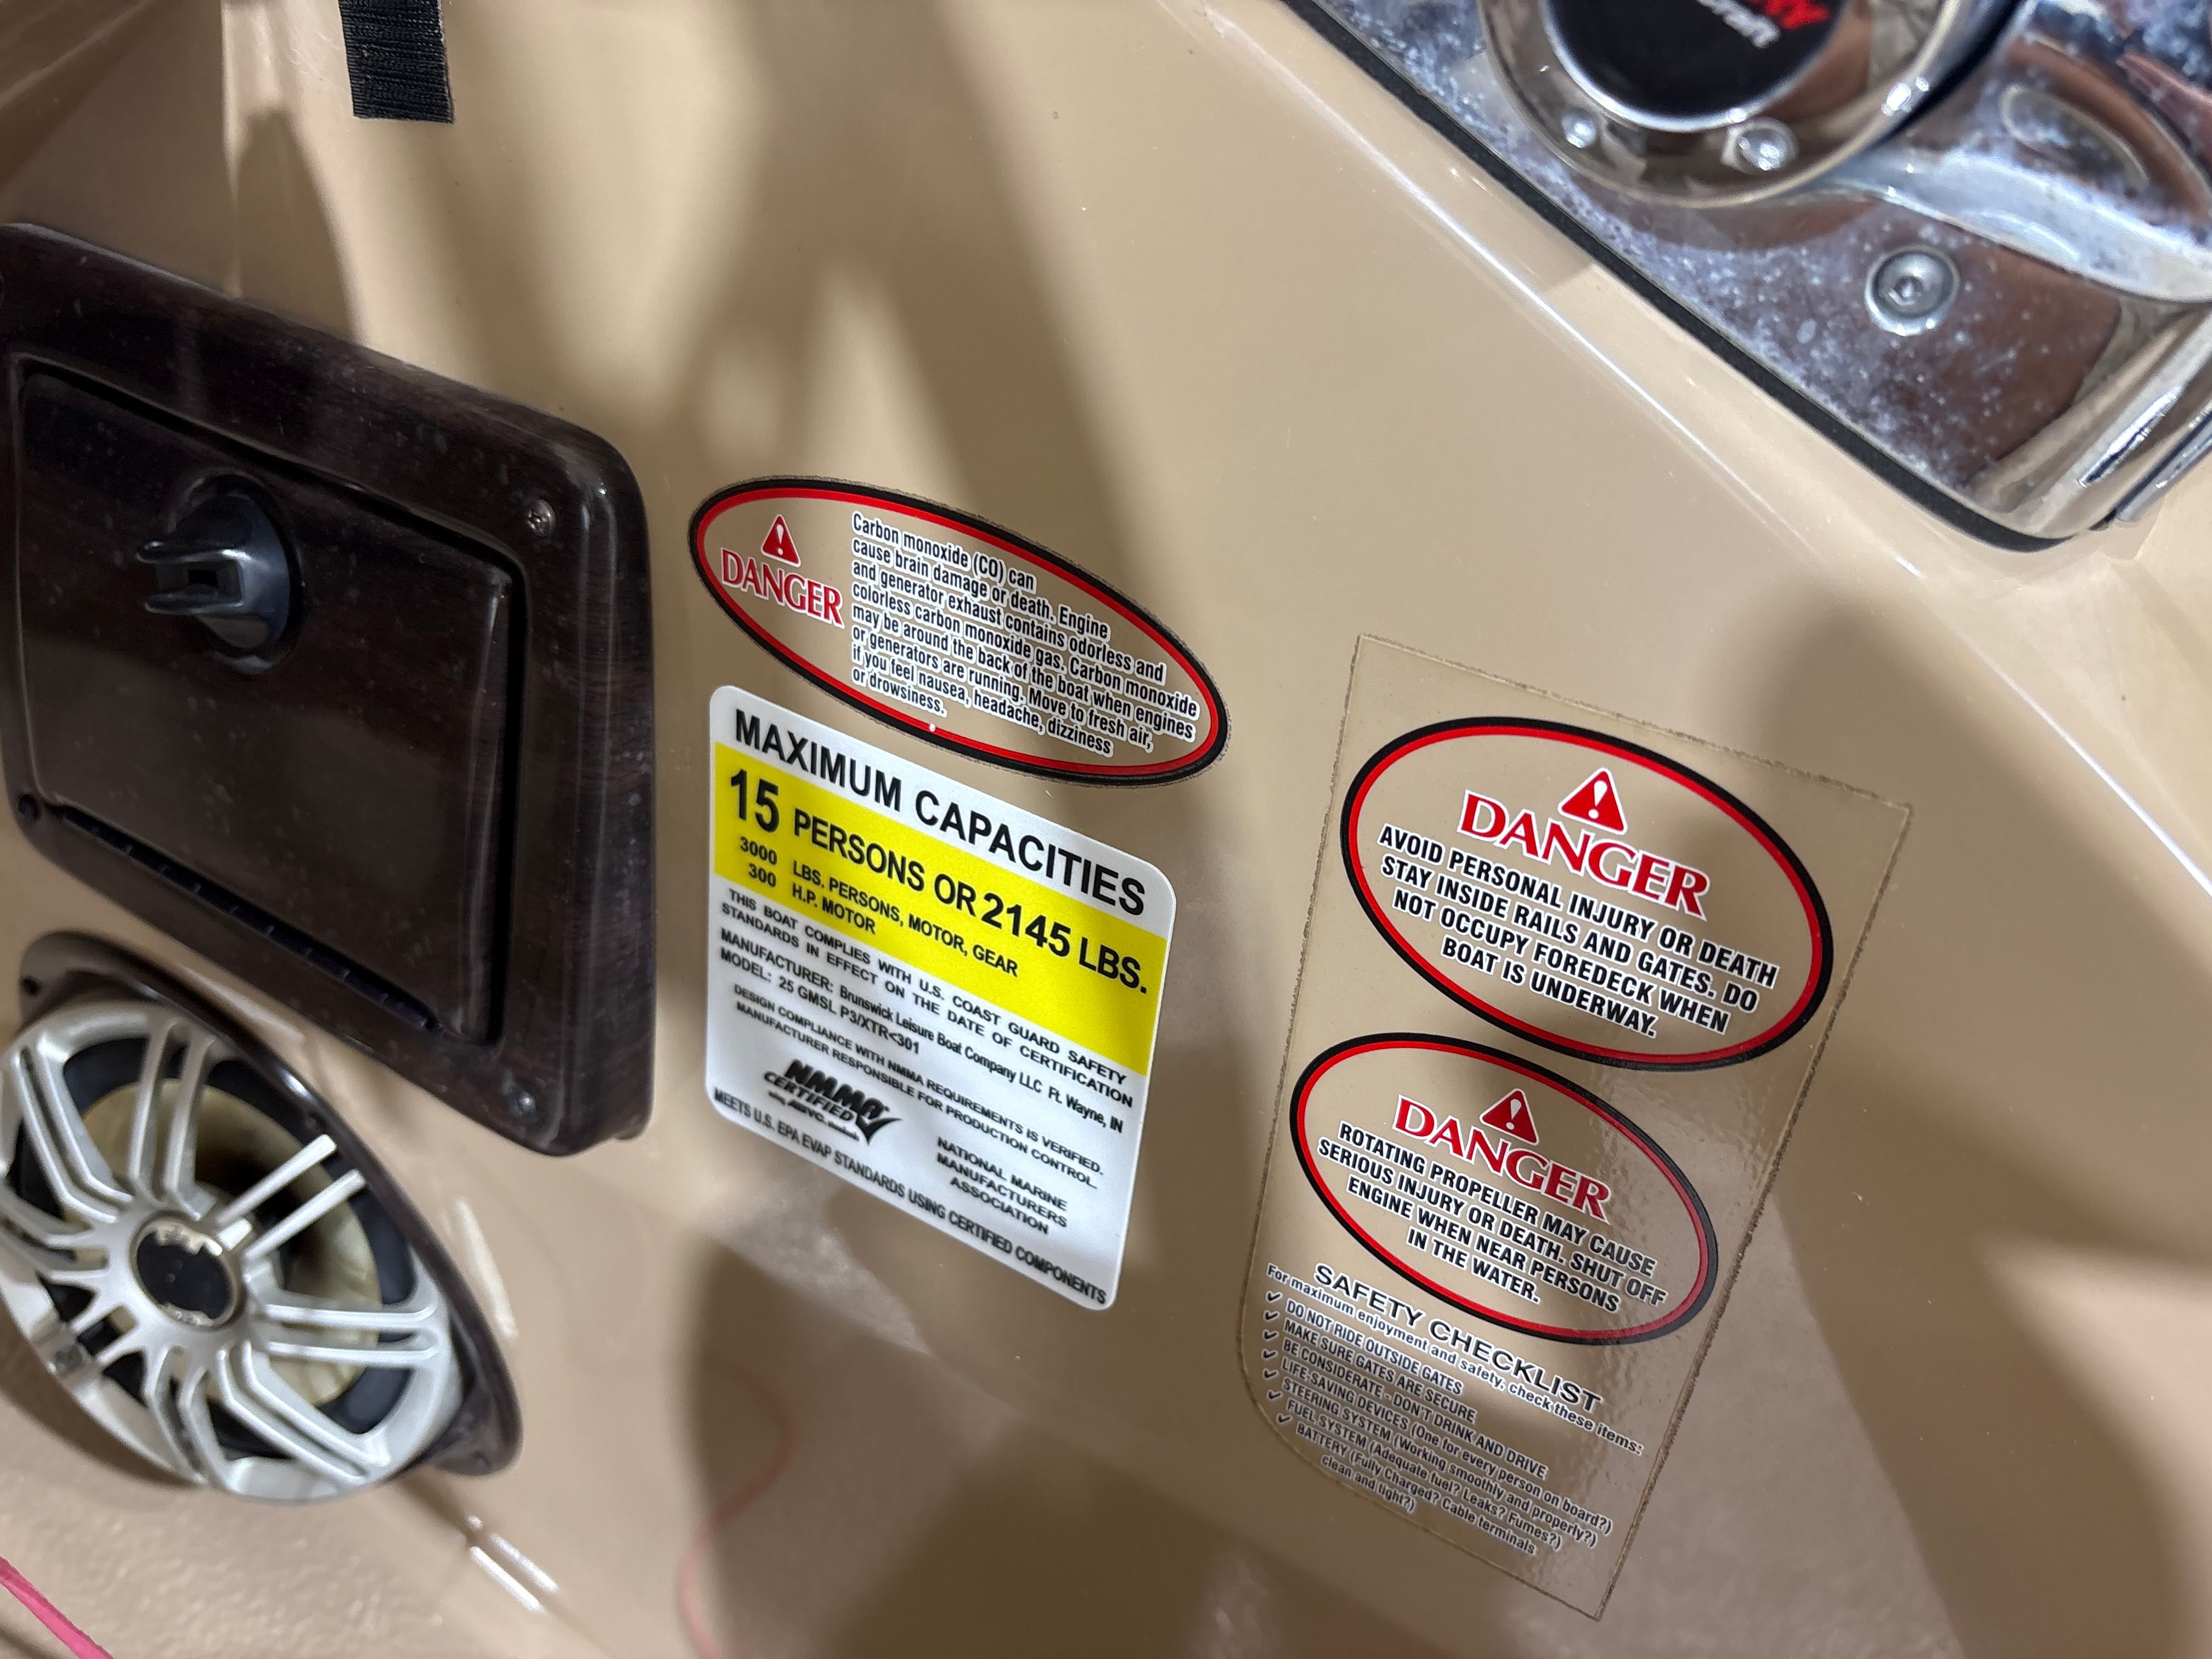 DANGER
Carbon monoxide (CO) can
cause brain damage or death. Engine
and generator exhaust contains odorless and
colorless carbon monoxide gas. Carbon monoxide
may be around the back of the boat when engines
or generators are running. Move to fresh air,
if you feel nausea, headache, dizziness
or drowsiness.
MAXIMUM CAPACITIES
15 PERSONS OR 2145 LBS.
3000 LBS. PERSONS, MOTOR, GEAR
300 H.P. MOTOR
THIS BOAT COMPLIES WITH U.S. COAST GUARD SAFETY
STANDARDS IN EFFECT ON THE DATE OF CERTIFICATION
MANUFACTURER: Brunswick Leisure Boat Company LLC Ft. Wayne, IN
MODEL: 25 GMSL P3/XTR<301
DESIGN COMPLIANCE WITH NMMA REQUIREMENTS IS VERIFIED.
MANUFACTURER RESPONSIBLE FOR PRODUCTION CONTROL.
NMMA
CERTIFIED
NATIONAL MARINE
MANUFACTURERS
ASSOCIATION
MEETS U.S. EPA EVAP STANDARDS USING CERTIFIED COMPONENTS
DANGER
AVOID PERSONAL INJURY OR DEATH
STAY INSIDE RAILS AND GATES. DO
NOT OCCUPY FOREDECK WHEN
BOAT IS UNDERWAY.
DANGER
ROTATING PROPELLER MAY CAUSE
SERIOUS INJURY OR DEATH. SHUT OFF
ENGINE WHEN NEAR PERSONS
IN THE WATER.
SAFETY CHECKLIST
For maximum enjoyment and safety, check these items:
✓ DO NOT RIDE OUTSIDE GATES
✓ MAKE SURE GATES ARE SECURE
✓ BE CONSIDERATE - DON'T DRINK AND DRIVE
✓ LIFE SAVING DEVICES (One for every person on board?)
✓ STEERING SYSTEM (Working smoothly and properly?)
✓ FUEL SYSTEM (Adequate fuel? Leaks? Fumes?)
✓ BATTERY (Fully Charged? Cable terminals
clean and tight?)